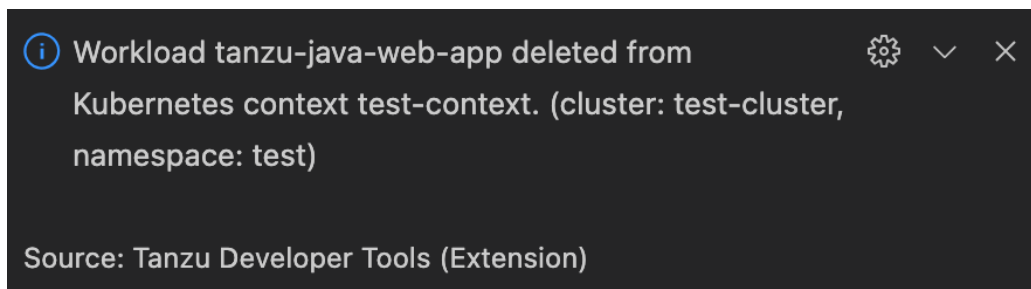 Workload tanzu-java-web-app deleted from
Kubernetes context test-context. (cluster: test-cluster,
namespace: test)
Source: Tanzu Developer Tools (Extension)